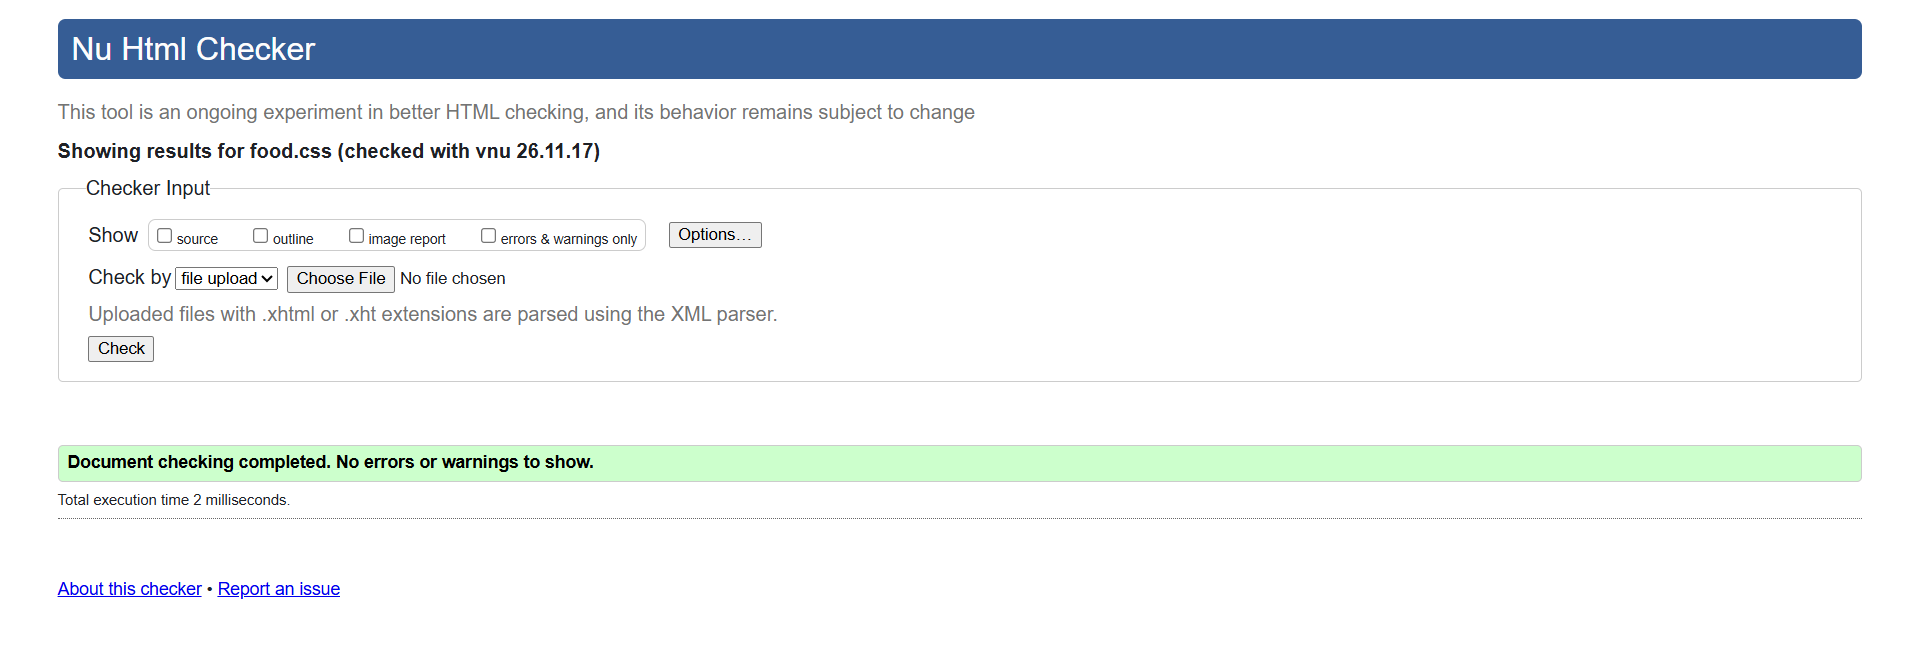 Nu Html Checker
This tool is an ongoing experiment in better HTML checking, and its behavior remains subject to change
Showing results for food.css (checked with vnu 26.11.17)
Checker Input
Show source outline image report errors & warnings only Options…
Check by file upload Choose File No file chosen
Uploaded files with .xhtml or .xht extensions are parsed using the XML parser.
Check
Document checking completed. No errors or warnings to show.
Total execution time 2 milliseconds.
About this checker • Report an issue